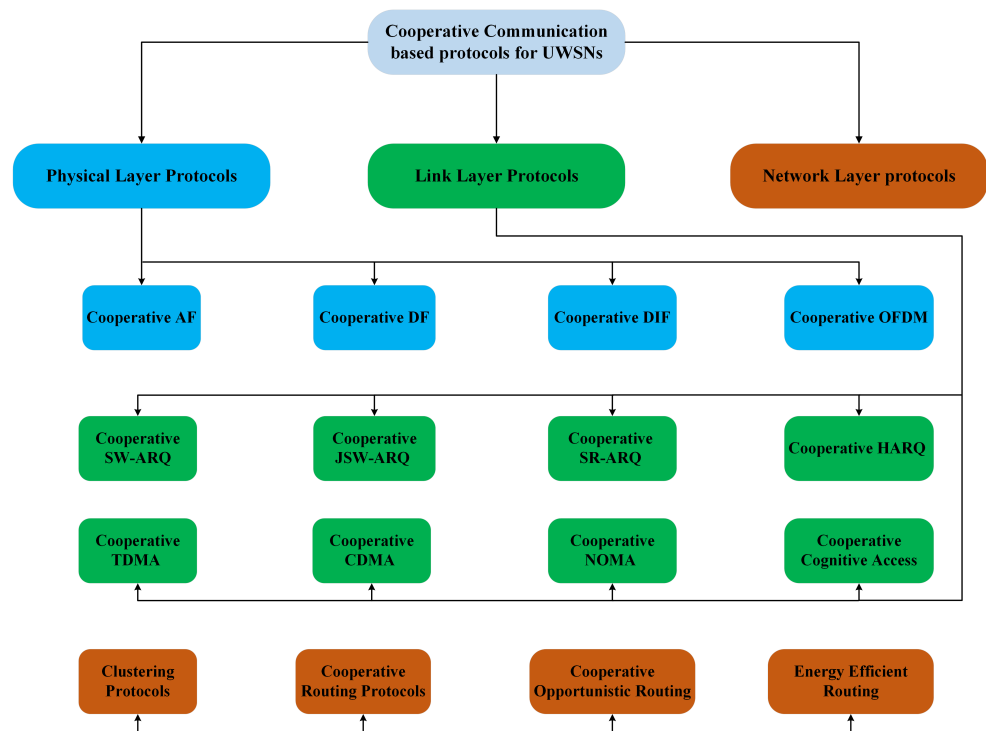 Cooperative Communication
based protocols for UWSNs
Physical Layer Protocols
Link Layer Protocols
Network Layer protocols
Cooperative AF
Cooperative DF
Cooperative DIF
Cooperative OFDM
Cooperative
SW-ARQ
Cooperative
JSW-ARQ
Cooperative
SR-ARQ
Cooperative HARQ
Cooperative
TDMA
Cooperative
CDMA
Cooperative
NOMA
Cooperative
Cognitive Access
Clustering
Protocols
Cooperative
Routing Protocols
Cooperative
Opportunistic Routing
Energy Efficient
Routing